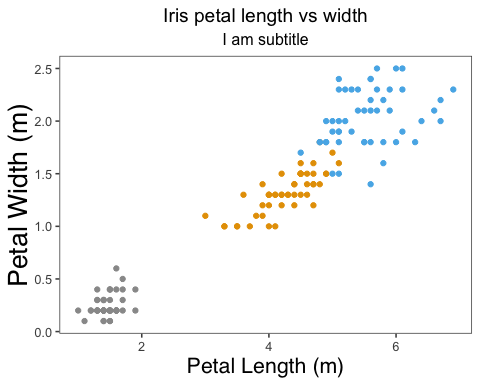 Iris petal length vs width
I am subtitle
Petal Width (m)
2.5
2.0
1.5
1.0
0.5
0.0
2 4 6
Petal Length (m)